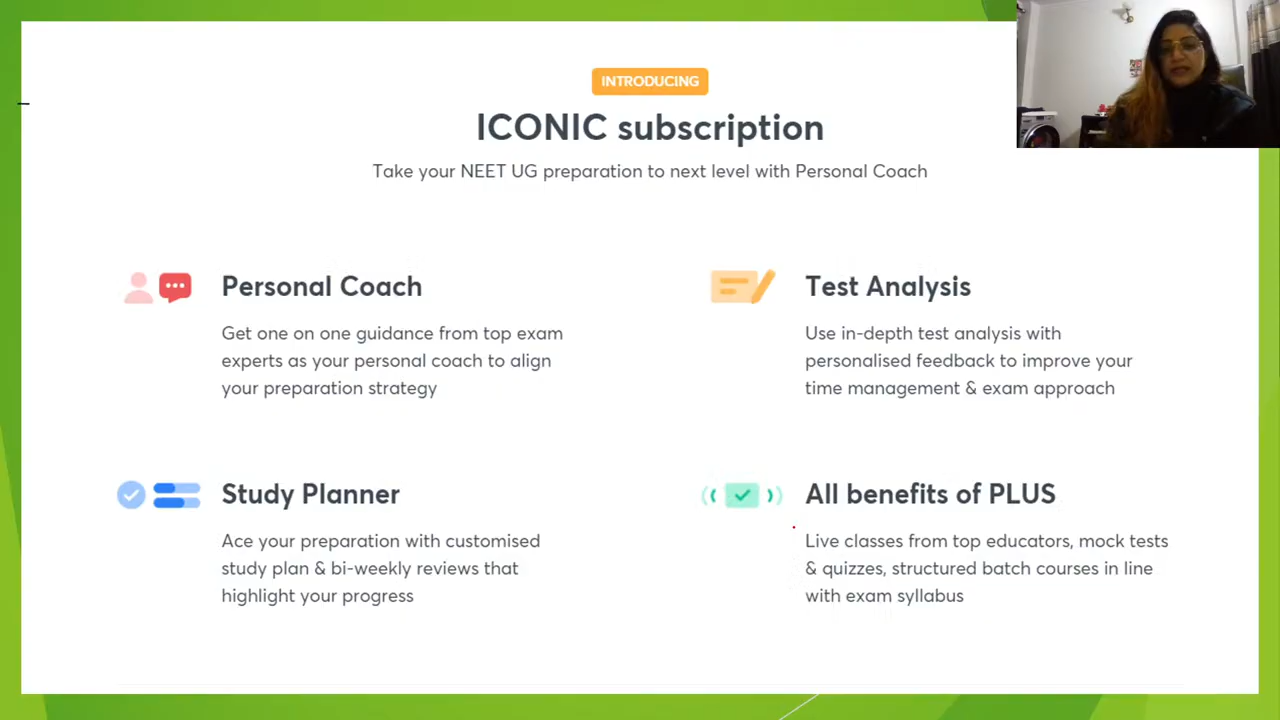 INTRODUCING
ICONIC subscription
Take your NEET UG preparation to next level with Personal Coach
Personal Coach
Get one on one guidance from top exam
experts as your personal coach to align
your preparation strategy
Test Analysis
Use in-depth test analysis with
personalised feedback to improve your
time management & exam approach
Study Planner
Ace your preparation with customised
study plan & bi-weekly reviews that
highlight your progress
All benefits of PLUS
Live classes from top educators, mock tests
& quizzes, structured batch courses in line
with exam syllabus